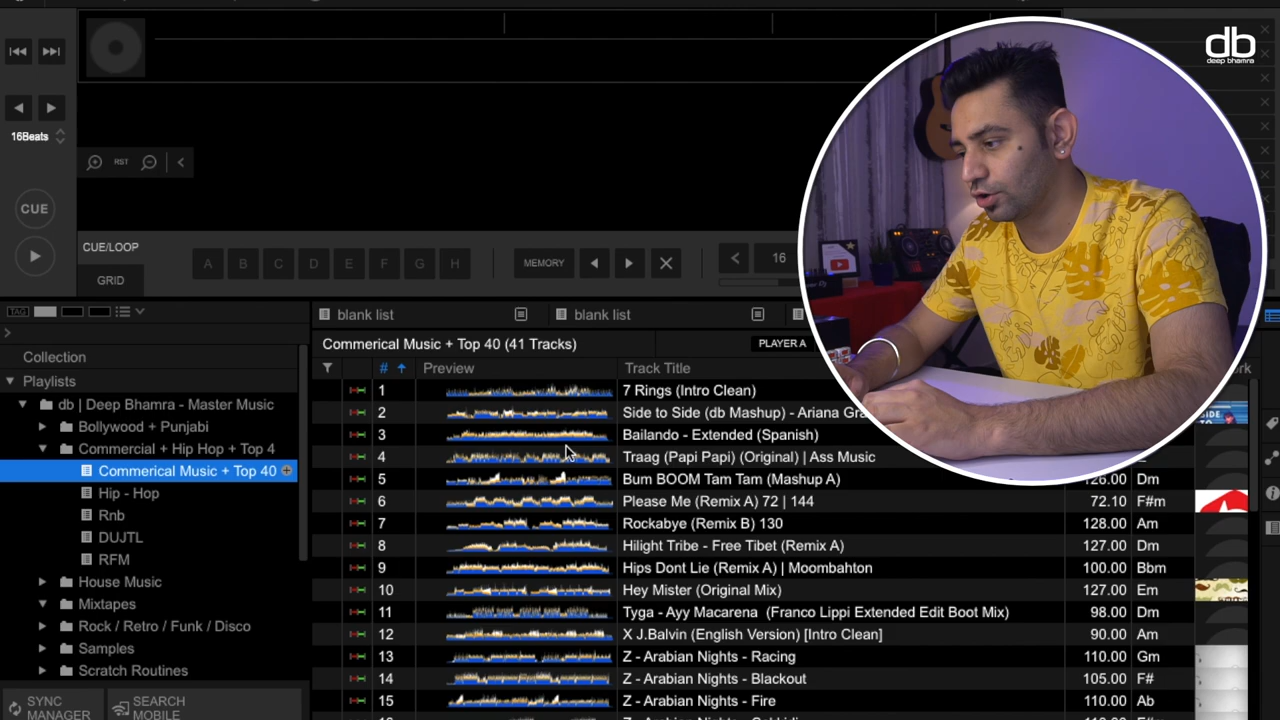 db
deep bhamra
16Beats
RST
CUE
CUE/LOOP
GRID
A B C D E F G H
MEMORY
16
TAG
blank list
blank list
Collection
Playlists
db | Deep Bhamra - Master Music
Bollywood + Punjabi
Commercial + Hip Hop + Top 4
Commerical Music + Top 40
Hip - Hop
Rnb
DUJTL
RFM
House Music
Mixtapes
Rock / Retro / Funk / Disco
Samples
Scratch Routines
SYNC MANAGER
SEARCH MOBILE
Commerical Music + Top 40 (41 Tracks)
PLAYER A
# Preview Track Title
1 7 Rings (Intro Clean)
2 Side to Side (db Mashup) - Ariana Gra
3 Bailando - Extended (Spanish)
4 Traag (Papi Papi) (Original) | Ass Music
5 Bum BOOM Tam Tam (Mashup A) 126.00 Dm
6 Please Me (Remix A) 72 | 144 72.10 F#m
7 Rockabye (Remix B) 130 128.00 Am
8 Hilight Tribe - Free Tibet (Remix A) 127.00 Dm
9 Hips Dont Lie (Remix A) | Moombahton 100.00 Bbm
10 Hey Mister (Original Mix) 127.00 Em
11 Tyga - Ayy Macarena (Franco Lippi Extended Edit Boot Mix) 98.00 Dm
12 X J.Balvin (English Version) [Intro Clean] 90.00 Am
13 Z - Arabian Nights - Racing 110.00 Gm
14 Z - Arabian Nights - Blackout 105.00 F#
15 Z - Arabian Nights - Fire 110.00 Ab